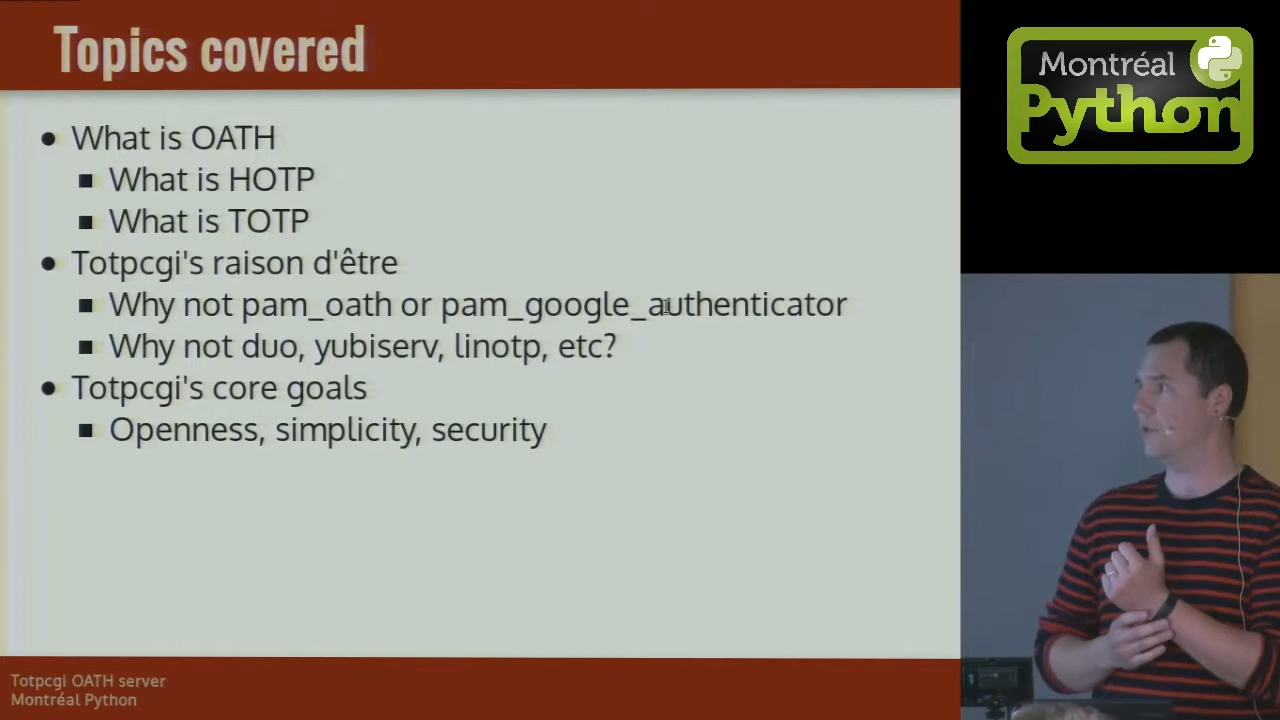 Topics covered
What is OATH
What is HOTP
What is TOTP
Totpcgi's raison d'être
Why not pam_oath or pam_google_authenticator
Why not duo, yubiserv, linotp, etc?
Totpcgi's core goals
Openness, simplicity, security
Totpcgi OATH server
Montréal Python
Montréal
Python